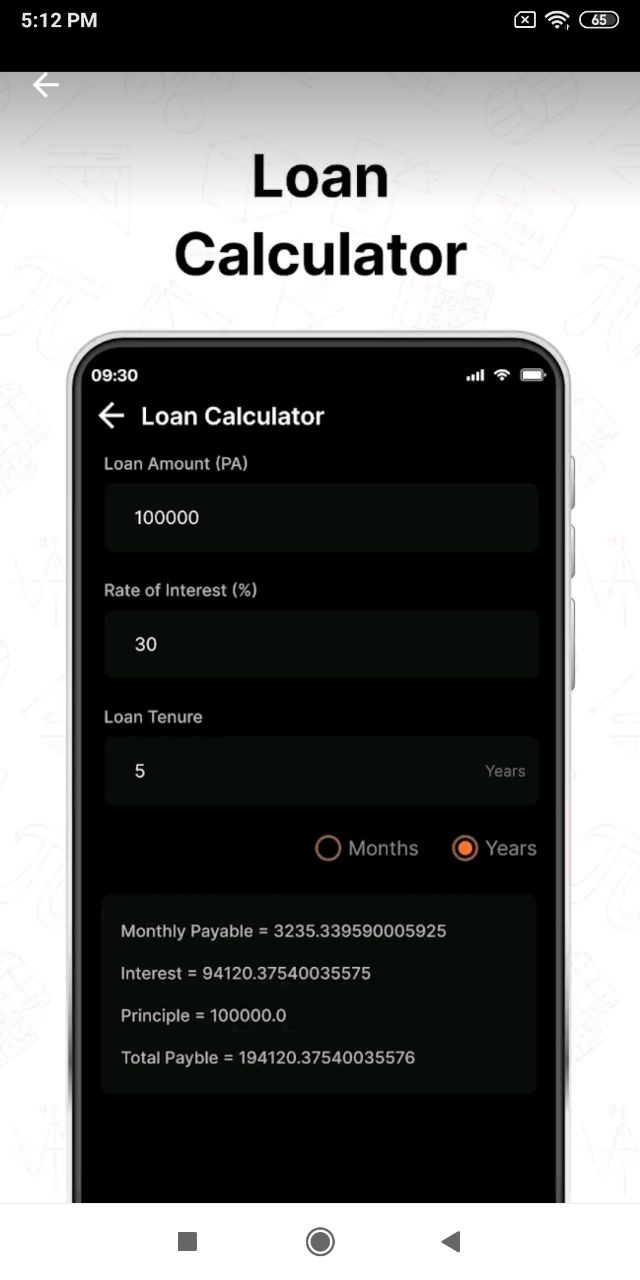 5:12 PM
65
Loan
Calculator
09:30
Loan Calculator
Loan Amount (PA)
100000
Rate of Interest (%)
30
Loan Tenure
5 Years
Months Years
Monthly Payable = 3235.339590005925
Interest = 94120.37540035575
Principle = 100000.0
Total Payble = 194120.37540035576